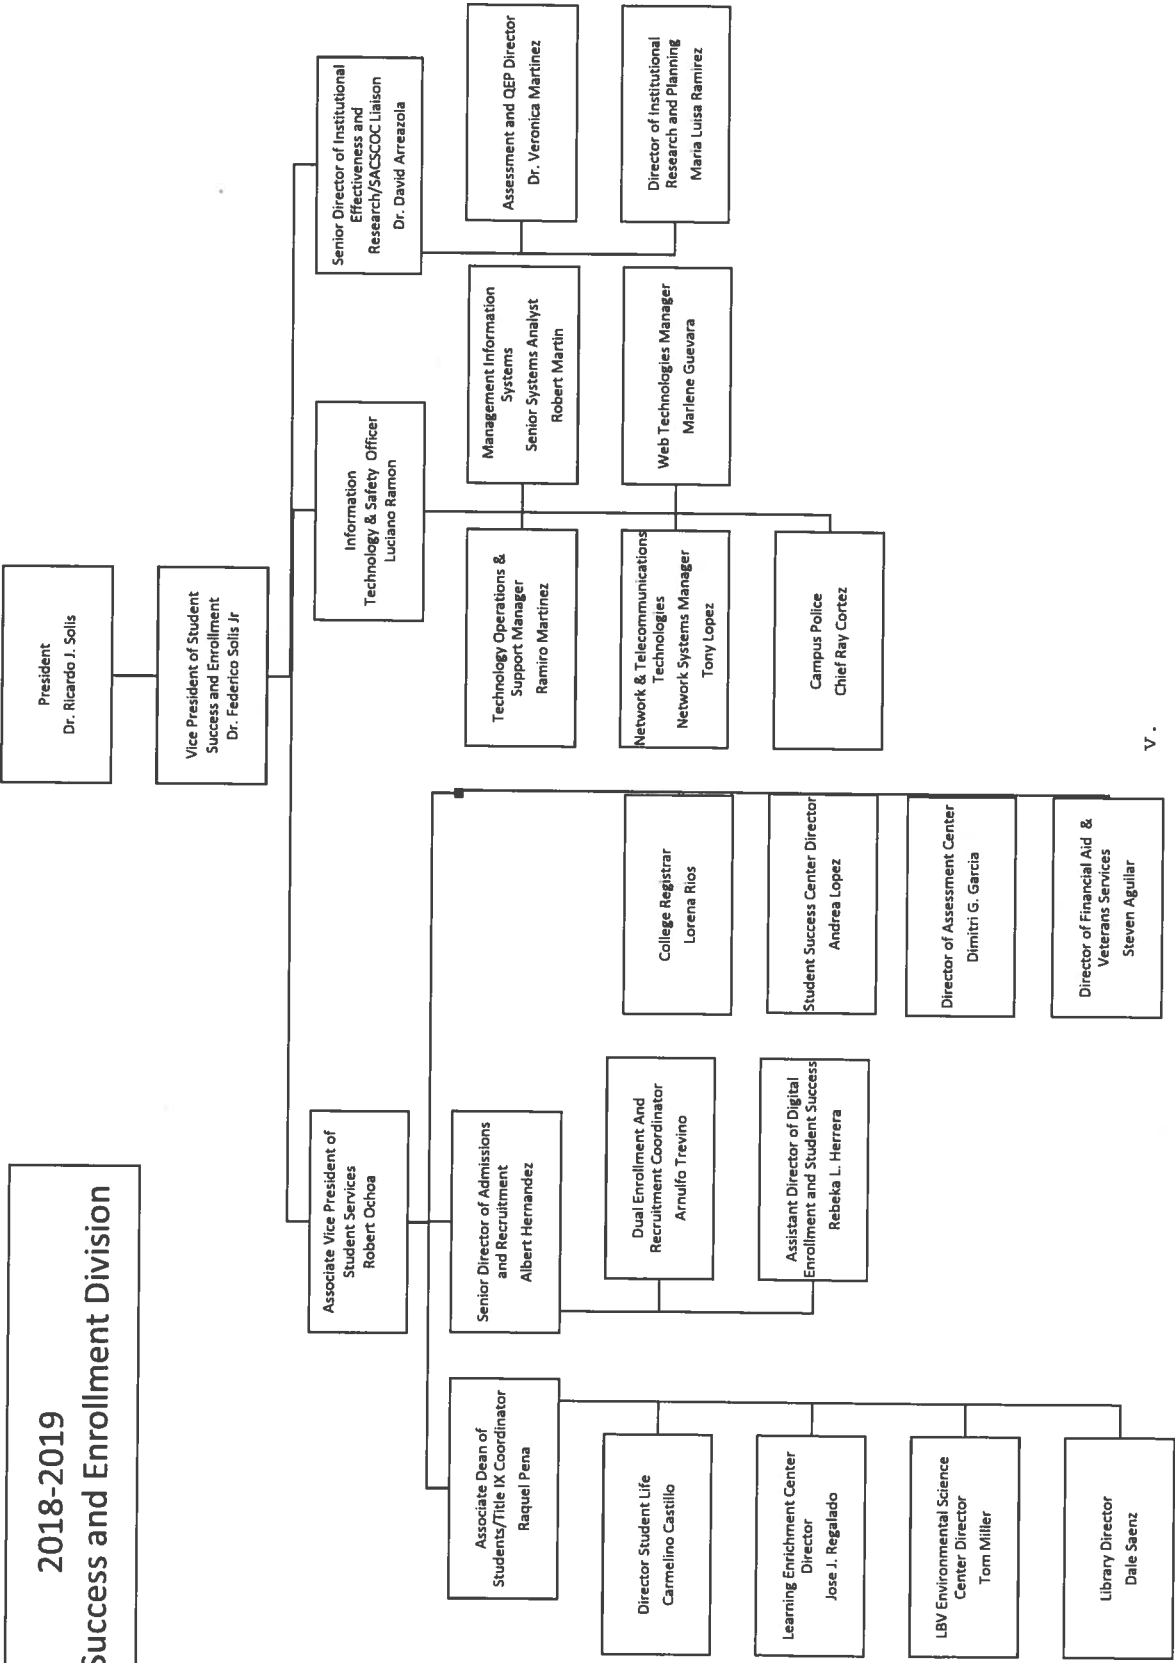 2018-2019
Success and Enrollment Division
President
Dr. Ricardo J. Solis
Vice President of Student
Success and Enrollment
Dr. Federico Solis Jr
Associate Vice President of
Student Services
Robert Ochoa
Information
Technology & Safety Officer
Luciano Ramon
Senior Director of Institutional
Effectiveness and
Research/SACSCOC Liaison
Dr. David Arreazola
Associate Dean of
Students/Title IX Coordinator
Raquel Pena
Senior Director of Admissions
and Recruitment
Albert Hernandez
Technology Operations &
Support Manager
Ramiro Martinez
Management Information
Systems
Senior Systems Analyst
Robert Martin
Assessment and QEP Director
Dr. Veronica Martinez
Director Student Life
Carmelino Castillo
Dual Enrollment And
Recruitment Coordinator
Arnulfo Trevino
College Registrar
Lorena Rios
Network & Telecommunications
Technologies
Network Systems Manager
Tony Lopez
Web Technologies Manager
Marlene Guevara
Director of Institutional
Research and Planning
Maria Luisa Ramirez
Learning Enrichment Center
Director
Jose J. Regalado
Assistant Director of Digital
Enrollment and Student Success
Rebeka L. Herrera
Student Success Center Director
Andrea Lopez
Campus Police
Chief Ray Cortez
LBV Environmental Science
Center Director
Tom Miller
Director of Assessment Center
Dimitri G. Garcia
Library Director
Dale Saenz
Director of Financial Aid &
Veterans Services
Steven Aguilar
v.